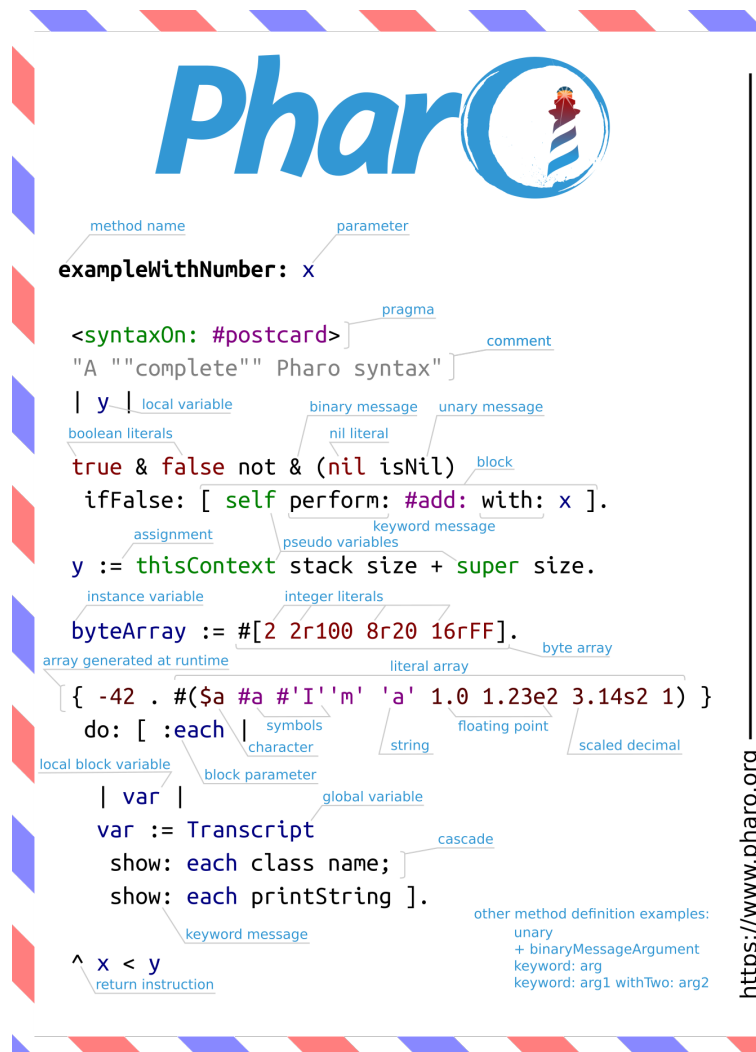 Pharo
method name
parameter
exampleWithNumber: x
pragma
<syntaxOn: #postcard>
comment
"A ""complete"" Pharo syntax"
| y |
local variable
binary message
unary message
boolean literals
nil literal
true & false not & (nil isNil)
block
ifFalse: [ self perform: #add: with: x ].
keyword message
assignment
pseudo variables
y := thisContext stack size + super size.
instance variable
integer literals
byteArray := #[2 2r100 8r20 16rFF].
byte array
array generated at runtime
literal array
{ -42 . #($a #a #'I''m' 'a' 1.0 1.23e2 3.14s2 1) }
do: [ :each |
symbols
floating point
character
string
scaled decimal
local block variable
block parameter
| var |
global variable
var := Transcript
cascade
show: each class name;
show: each printString ].
keyword message
^ x < y
return instruction
other method definition examples:
unary
+ binaryMessageArgument
keyword: arg
keyword: arg1 withTwo: arg2
https://www.pharo.org